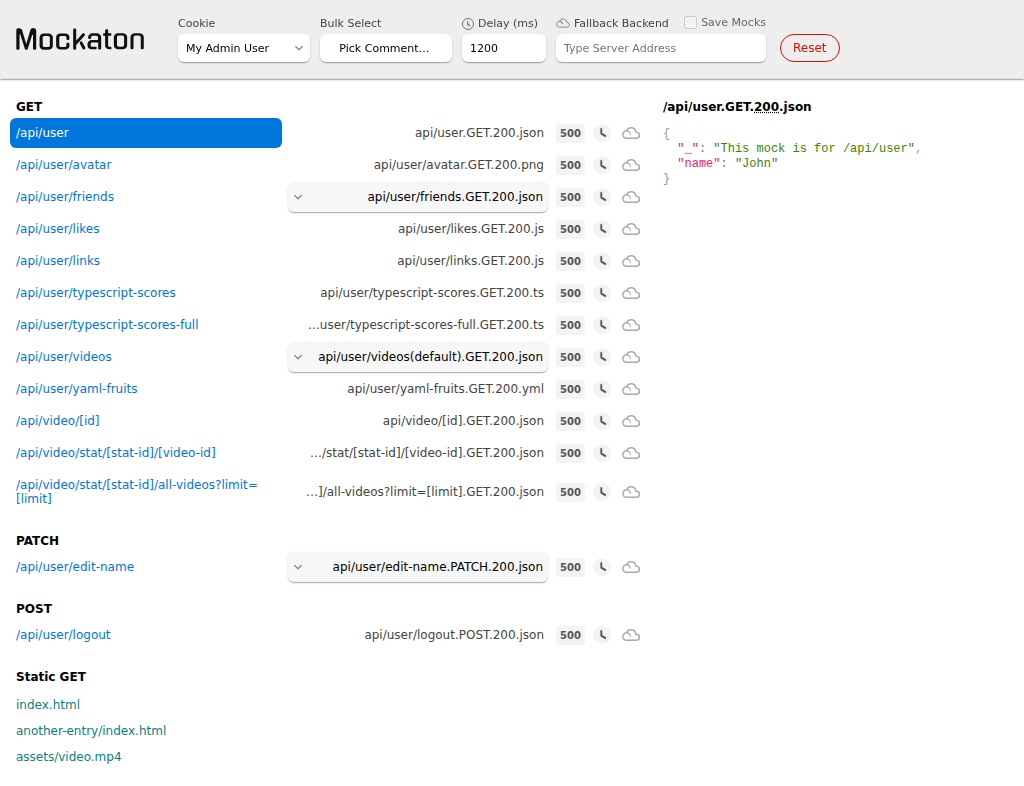 Mockaton
Cookie
My Admin User
Bulk Select
Pick Comment…
Delay (ms)
1200
Fallback Backend
Type Server Address
Save Mocks
Reset
GET
/api/user api/user.GET.200.json 500
/api/user/avatar api/user/avatar.GET.200.png 500
/api/user/friends api/user/friends.GET.200.json 500
/api/user/likes api/user/likes.GET.200.js 500
/api/user/links api/user/links.GET.200.js 500
/api/user/typescript-scores api/user/typescript-scores.GET.200.ts 500
/api/user/typescript-scores-full …user/typescript-scores-full.GET.200.ts 500
/api/user/videos api/user/videos(default).GET.200.json 500
/api/user/yaml-fruits api/user/yaml-fruits.GET.200.yml 500
/api/video/[id] api/video/[id].GET.200.json 500
/api/video/stat/[stat-id]/[video-id] …/stat/[stat-id]/[video-id].GET.200.json 500
/api/video/stat/[stat-id]/all-videos?limit=
[limit] …]/all-videos?limit=[limit].GET.200.json 500
PATCH
/api/user/edit-name api/user/edit-name.PATCH.200.json 500
POST
/api/user/logout api/user/logout.POST.200.json 500
Static GET
index.html
another-entry/index.html
assets/video.mp4
/api/user.GET.200.json
{
"_": "This mock is for /api/user",
"name": "John"
}